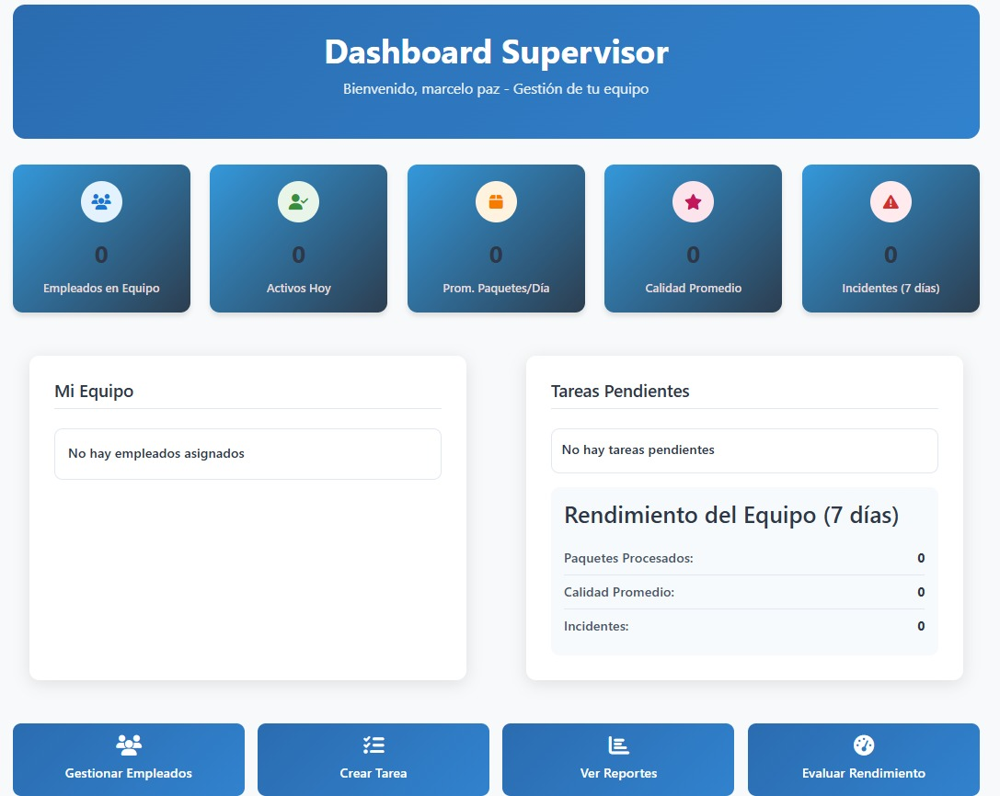 Dashboard Supervisor
Bienvenido, marcelo paz - Gestión de tu equipo
0
Empleados en Equipo
0
Activos Hoy
0
Prom. Paquetes/Día
0
Calidad Promedio
0
Incidentes (7 días)
Mi Equipo
No hay empleados asignados
Tareas Pendientes
No hay tareas pendientes
Rendimiento del Equipo (7 días)
Paquetes Procesados: 0
Calidad Promedio: 0
Incidentes: 0
Gestionar Empleados
Crear Tarea
Ver Reportes
Evaluar Rendimiento